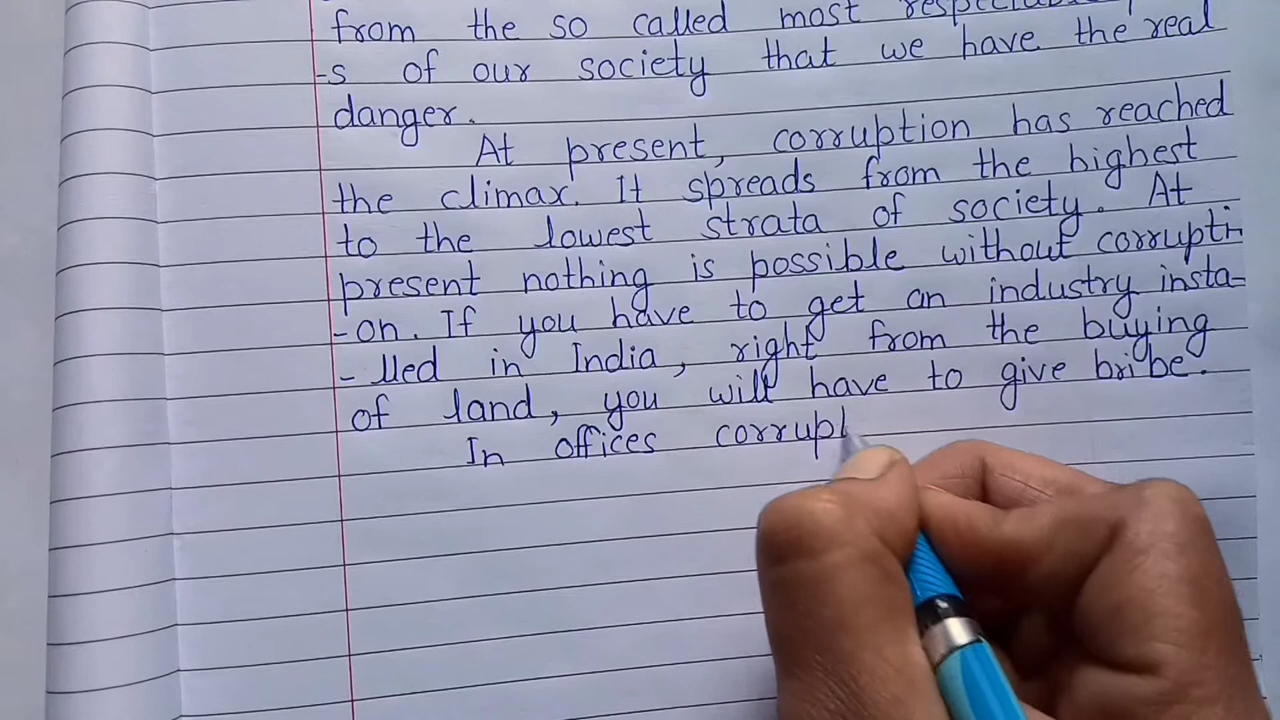 from the so called most
-s of our society that we have the real
danger.
At present, corruption has reached
the climax. It spreads from the highest
to the lowest strata of society. At
present nothing is possible without corrupti
-on. If you have to get an industry insta-
- lled in India, right from the buying
of land, you will have to give bribe.
In offices corrup